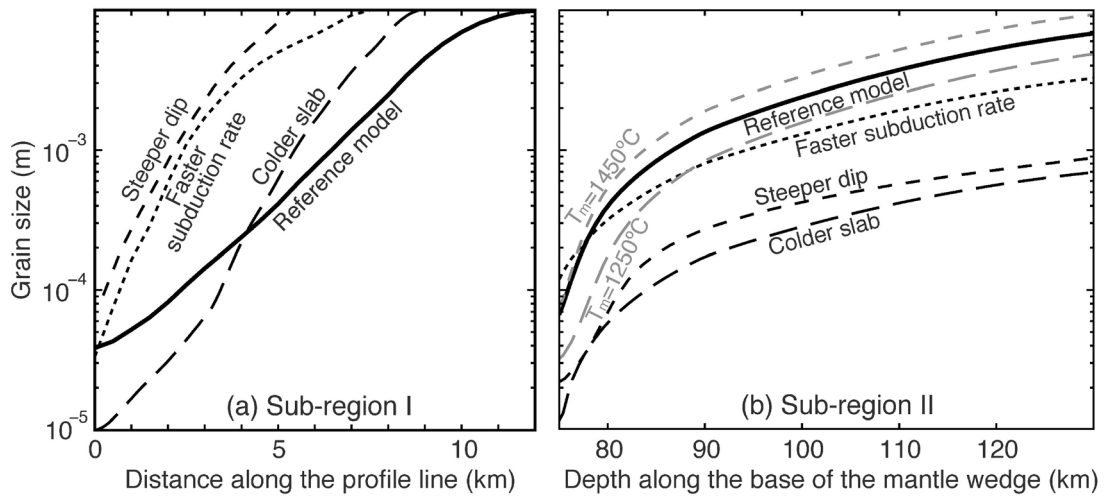 Grain size (m)
10⁻³
10⁻⁴
10⁻⁵
Steeper dip
Faster
subduction rate
Colder slab
Reference model
(a) Sub-region I
0
5
10
Distance along the profile line (km)
Tₘ=1450ºC
Tₘ=1250ºC
Reference model
Faster subduction rate
Steeper dip
Colder slab
(b) Sub-region II
80
90
100
110
120
Depth along the base of the mantle wedge (km)